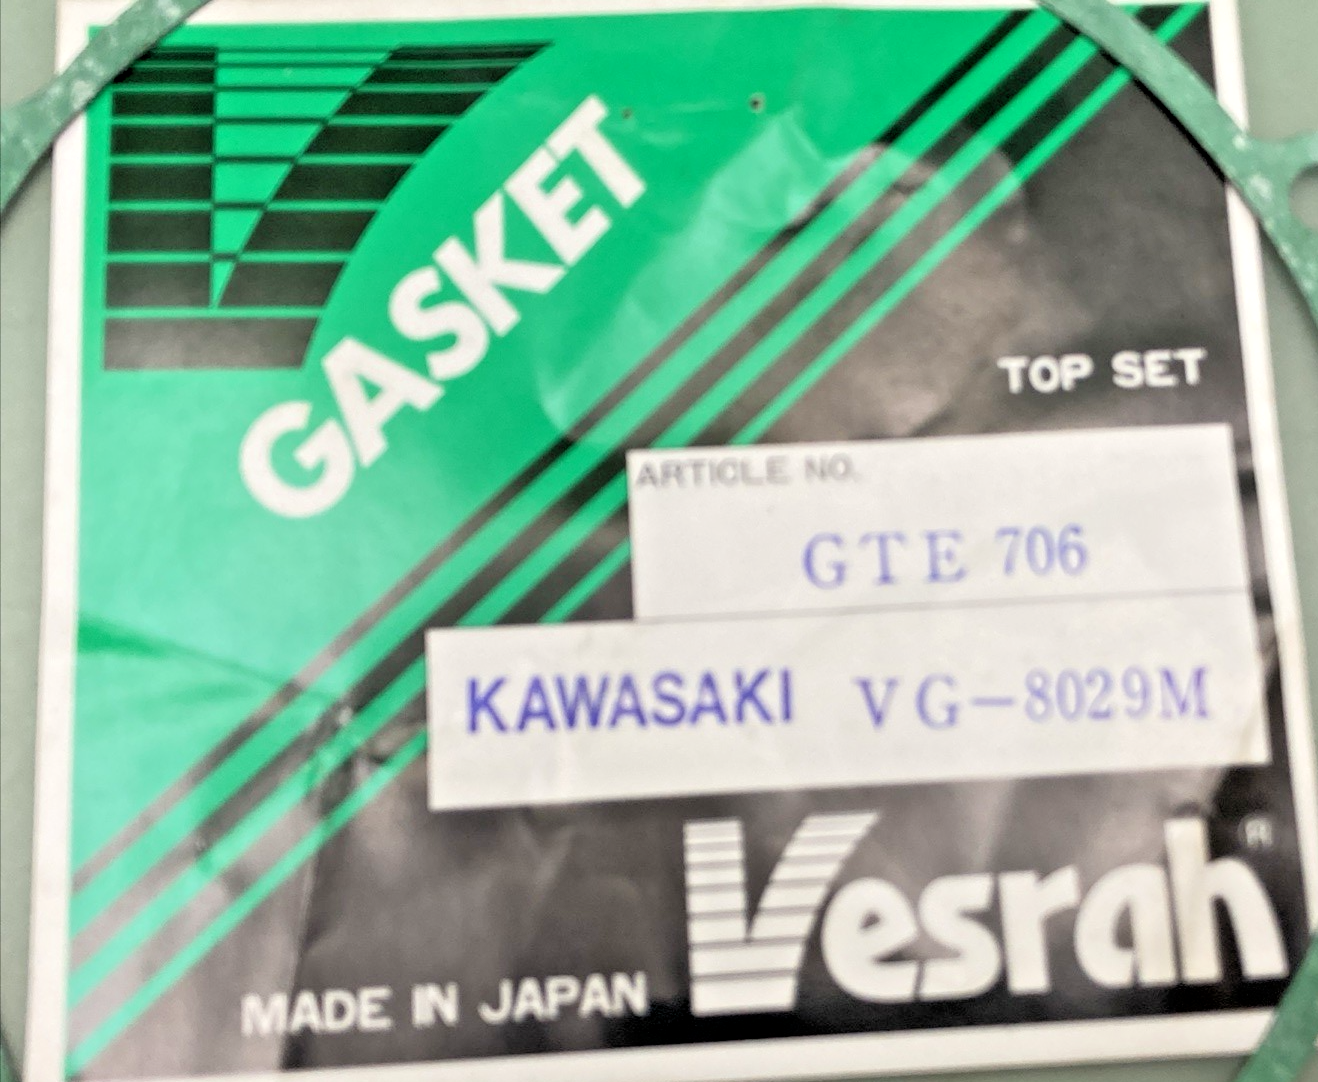 GASKET
TOP SET
ARTICLE NO.
GTE 706
KAWASAKI VG-8029M
Vesrah®
MADE IN JAPAN